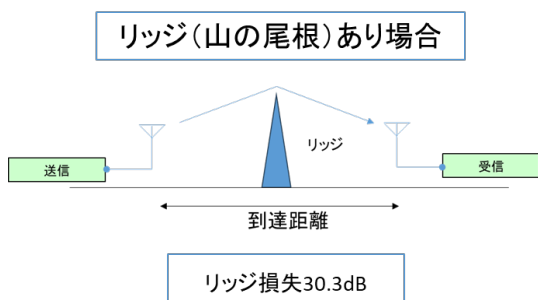 リッジ（山の尾根）あり場合
リッジ
送信
受信
到達距離
リッジ損失30.3dB